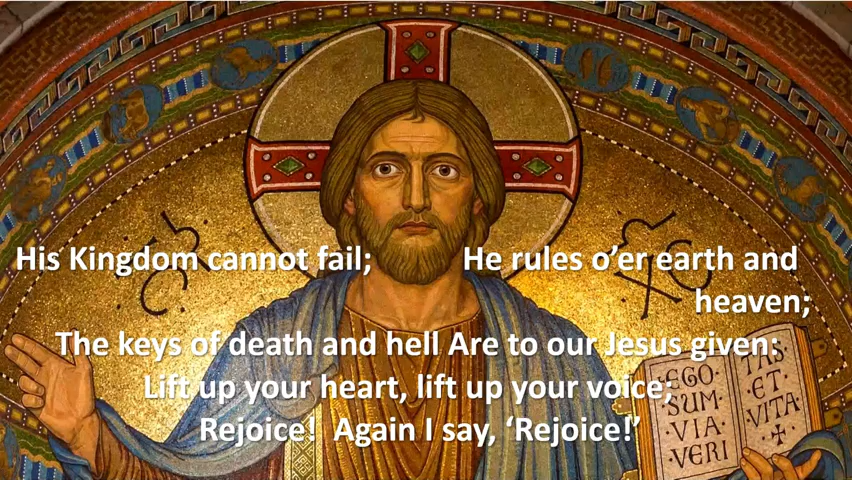 His Kingdom cannot fail; He rules o’er earth and
heaven;
The keys of death and hell Are to our Jesus given:
Lift up your heart, lift up your voice;
Rejoice! Again I say, ‘Rejoice!’
EGO·
SUM·
VIA·
VERI
TAS·
ET·
VITA·